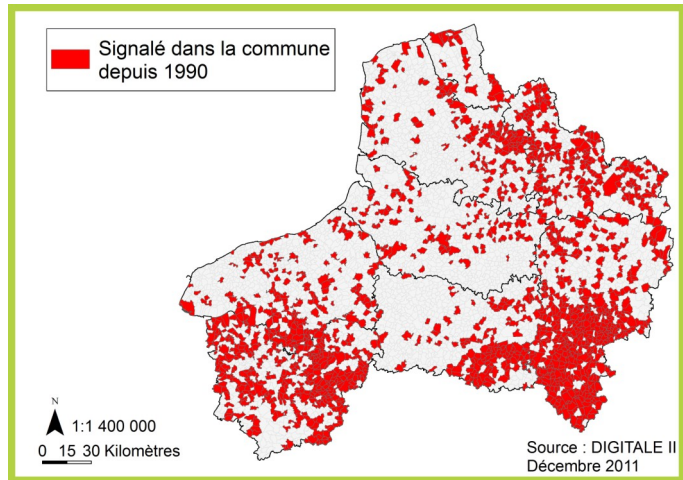 Signalé dans la commune
depuis 1990
N
1:1 400 000
0 15 30 Kilomètres
Source : DIGITALE II
Décembre 2011